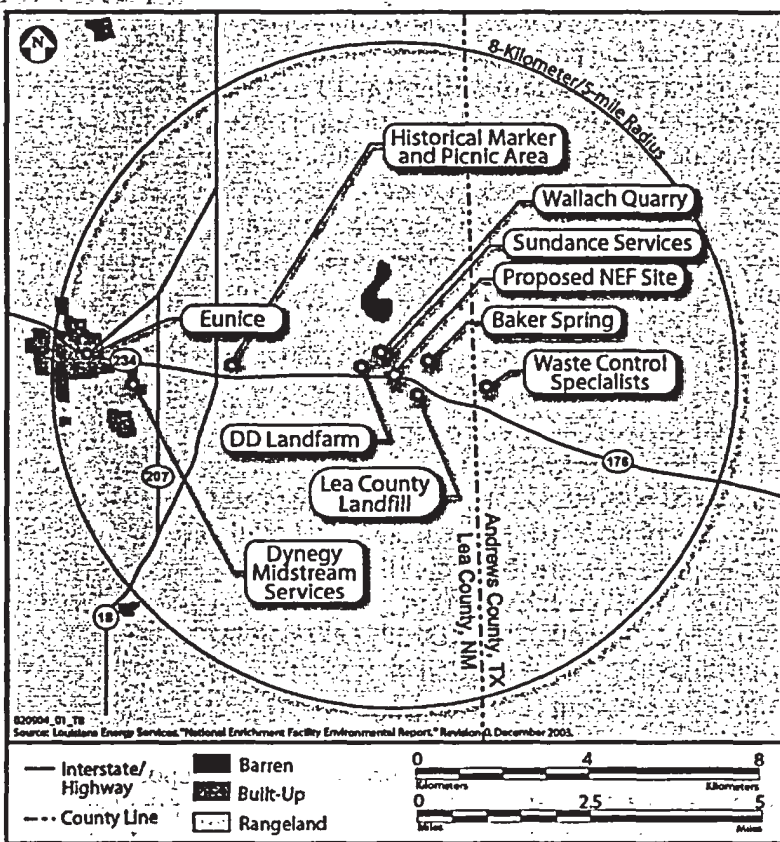 N
8-Kilometer/5-mile Radius
Historical Marker
and Picnic Area
Wallach Quarry
Sundance Services
Proposed NEF Site
Baker Spring
Eunice
234
Waste Control
Specialists
DD Landfarm
176
Lea County
Landfill
207
Dynegy
Midstream
Services
Andrews County, TX
Lea County, NM
18
820904_01_TB
Source: Louisiana Energy Services. "National Enrichment Facility Environmental Report." Revision 0. December 2003.
Interstate/
Highway
County Line
Barren
Built-Up
Rangeland
0 4 8
Kilometers Kilometers
0 2.5 5
Miles Miles